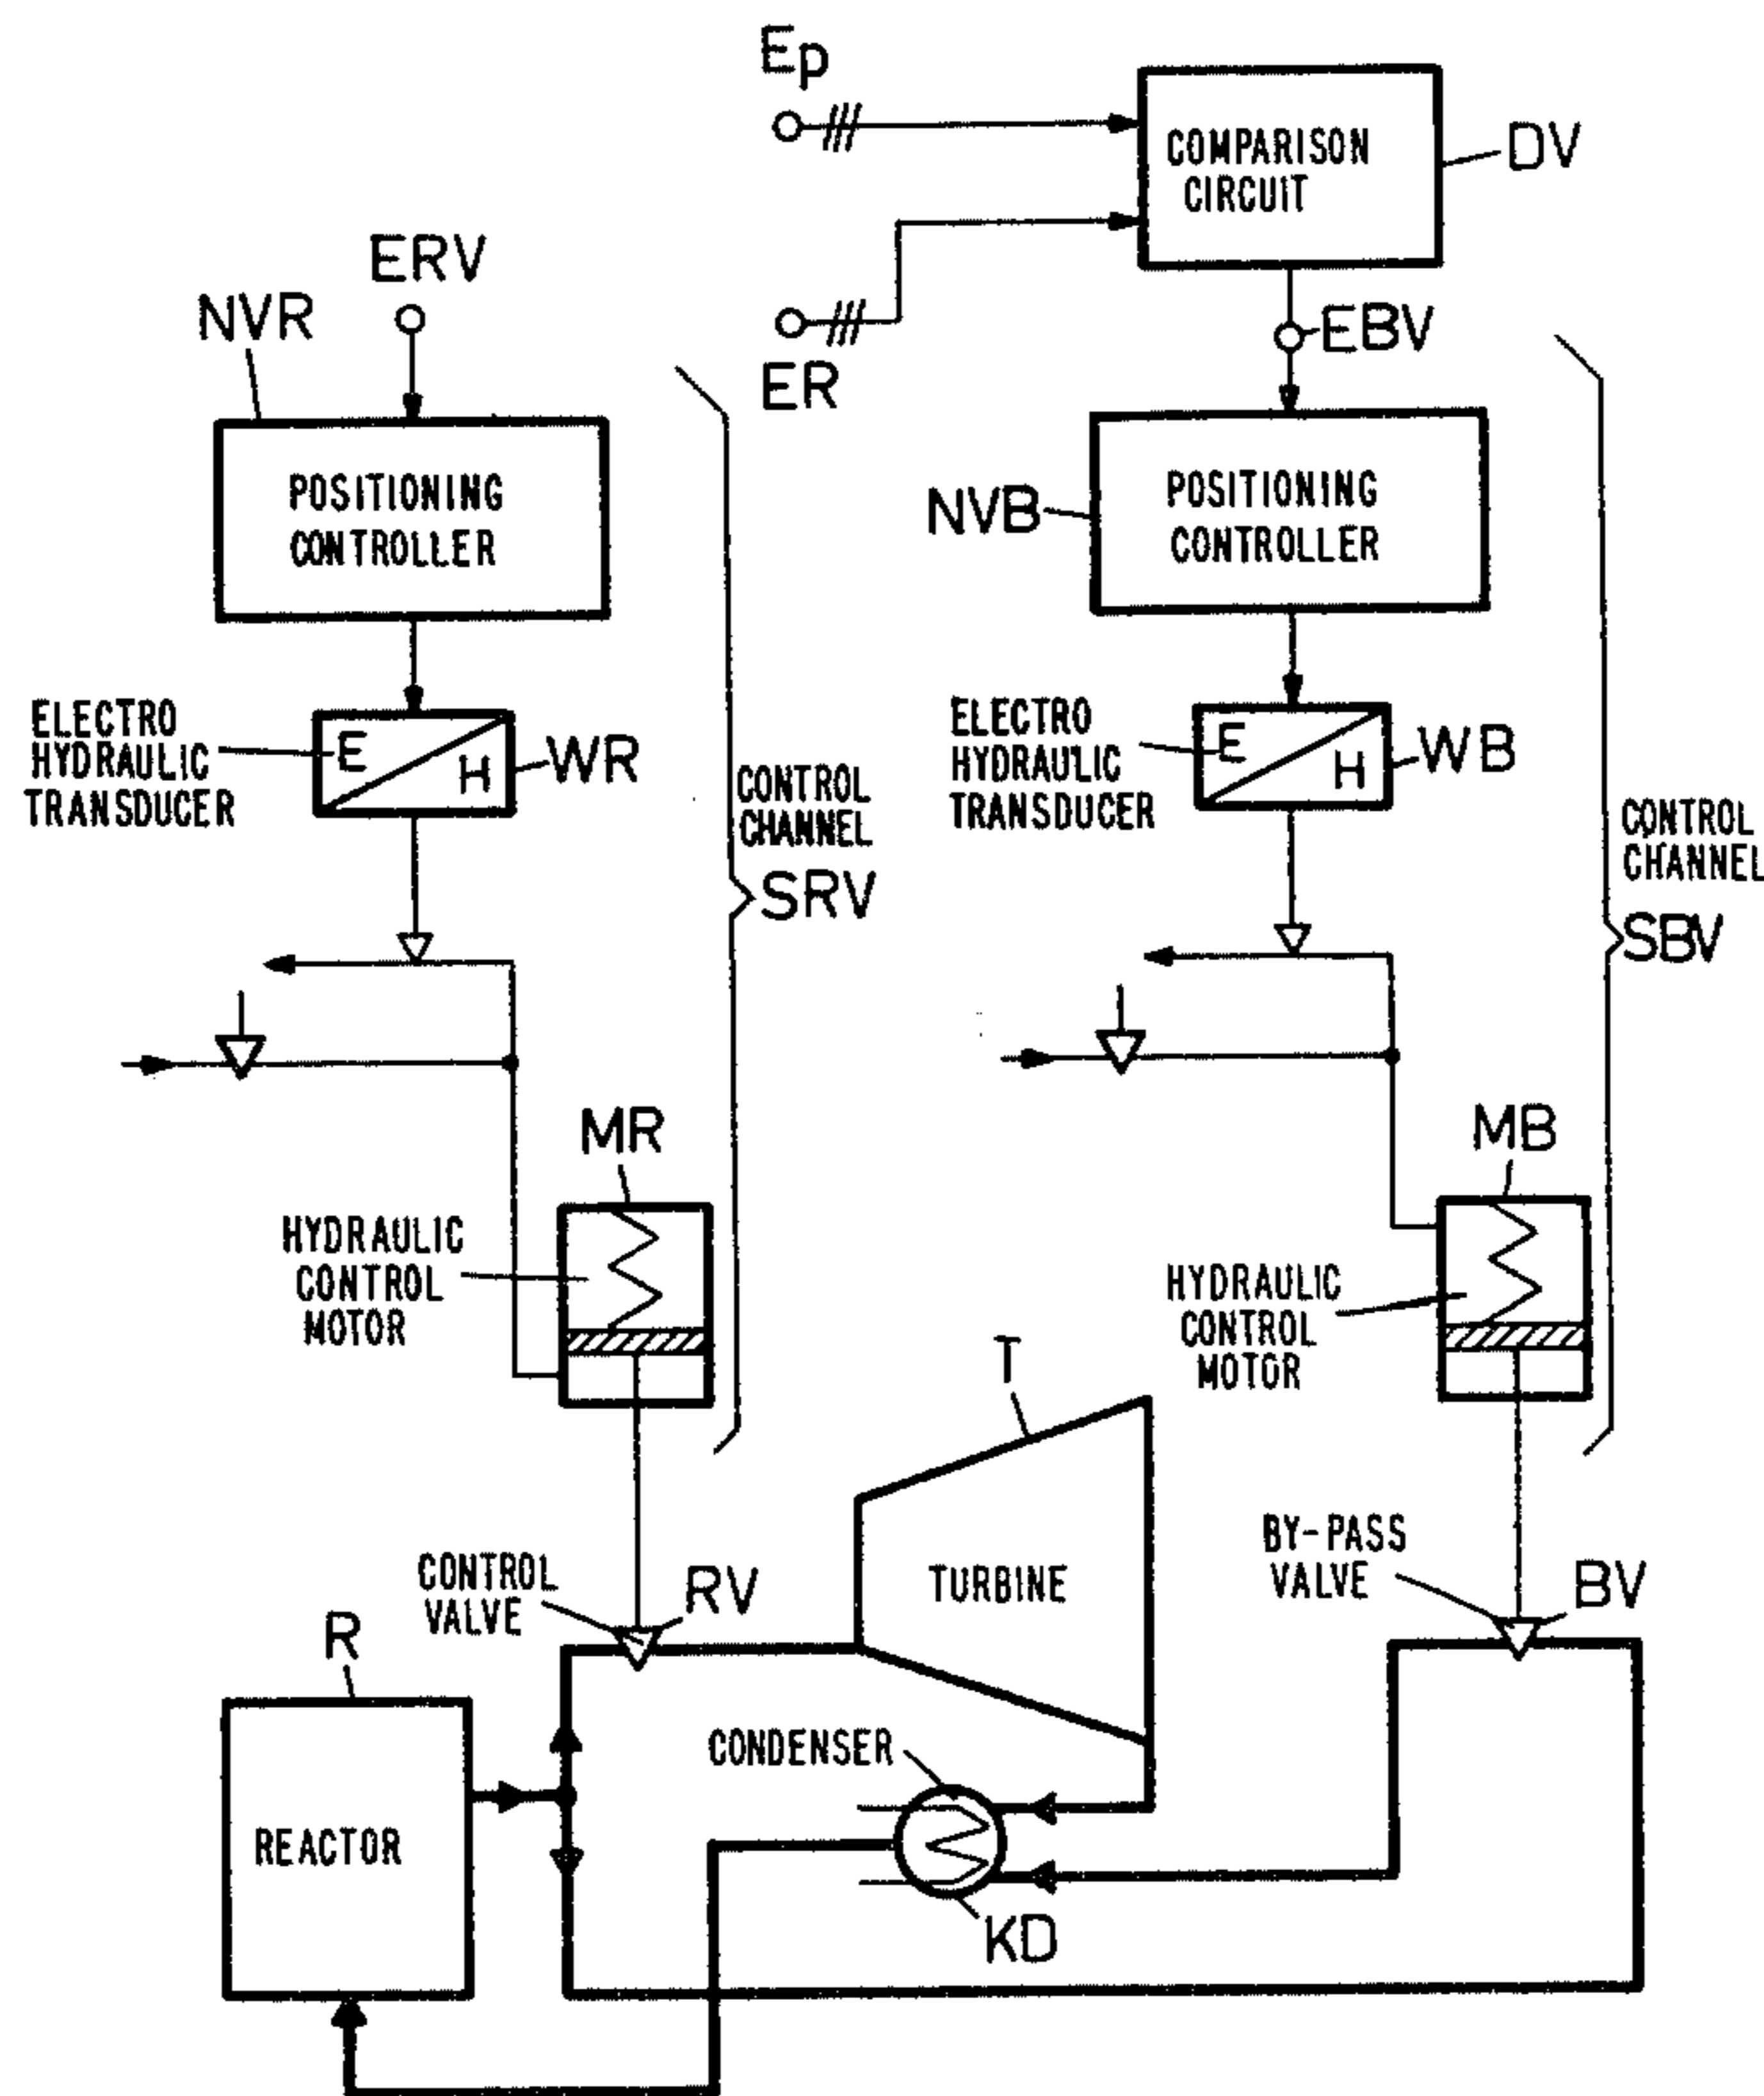 Ep
COMPARISON
CIRCUIT
DV
ERV
NVR
ER
EBV
POSITIONING
CONTROLLER
NVB
POSITIONING
CONTROLLER
ELECTRO
HYDRAULIC
TRANSDUCER
E
H
WR
ELECTRO
HYDRAULIC
TRANSDUCER
E
H
WB
CONTROL
CHANNEL
SRV
CONTROL
CHANNEL
SBV
MR
MB
HYDRAULIC
CONTROL
MOTOR
HYDRAULIC
CONTROL
MOTOR
T
TURBINE
CONTROL
VALVE
RV
BY-PASS
VALVE
BV
R
REACTOR
CONDENSER
KD